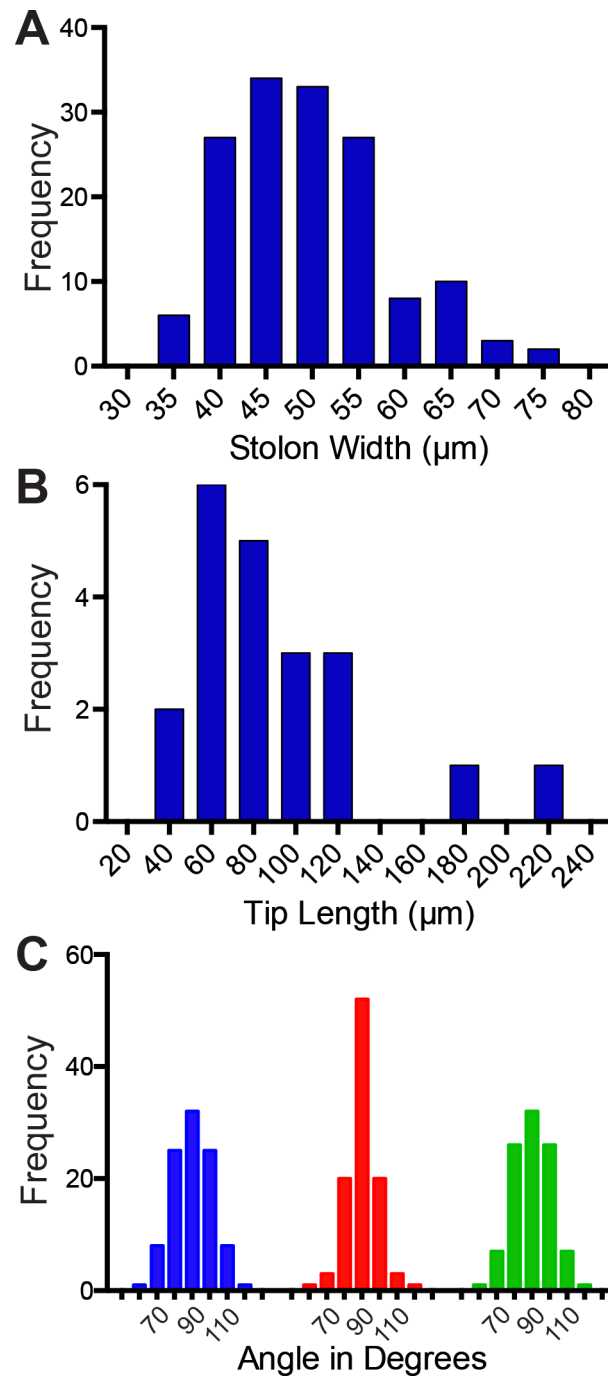 A
Frequency
40
30
20
10
0
30 35 40 45 50 55 60 65 70 75 80
Stolon Width (µm)
B
Frequency
6
4
2
0
20 40 60 80 100 120 140 160 180 200 220 240
Tip Length (µm)
C
Frequency
60
40
20
0
70 90 110 70 90 110 70 90 110
Angle in Degrees